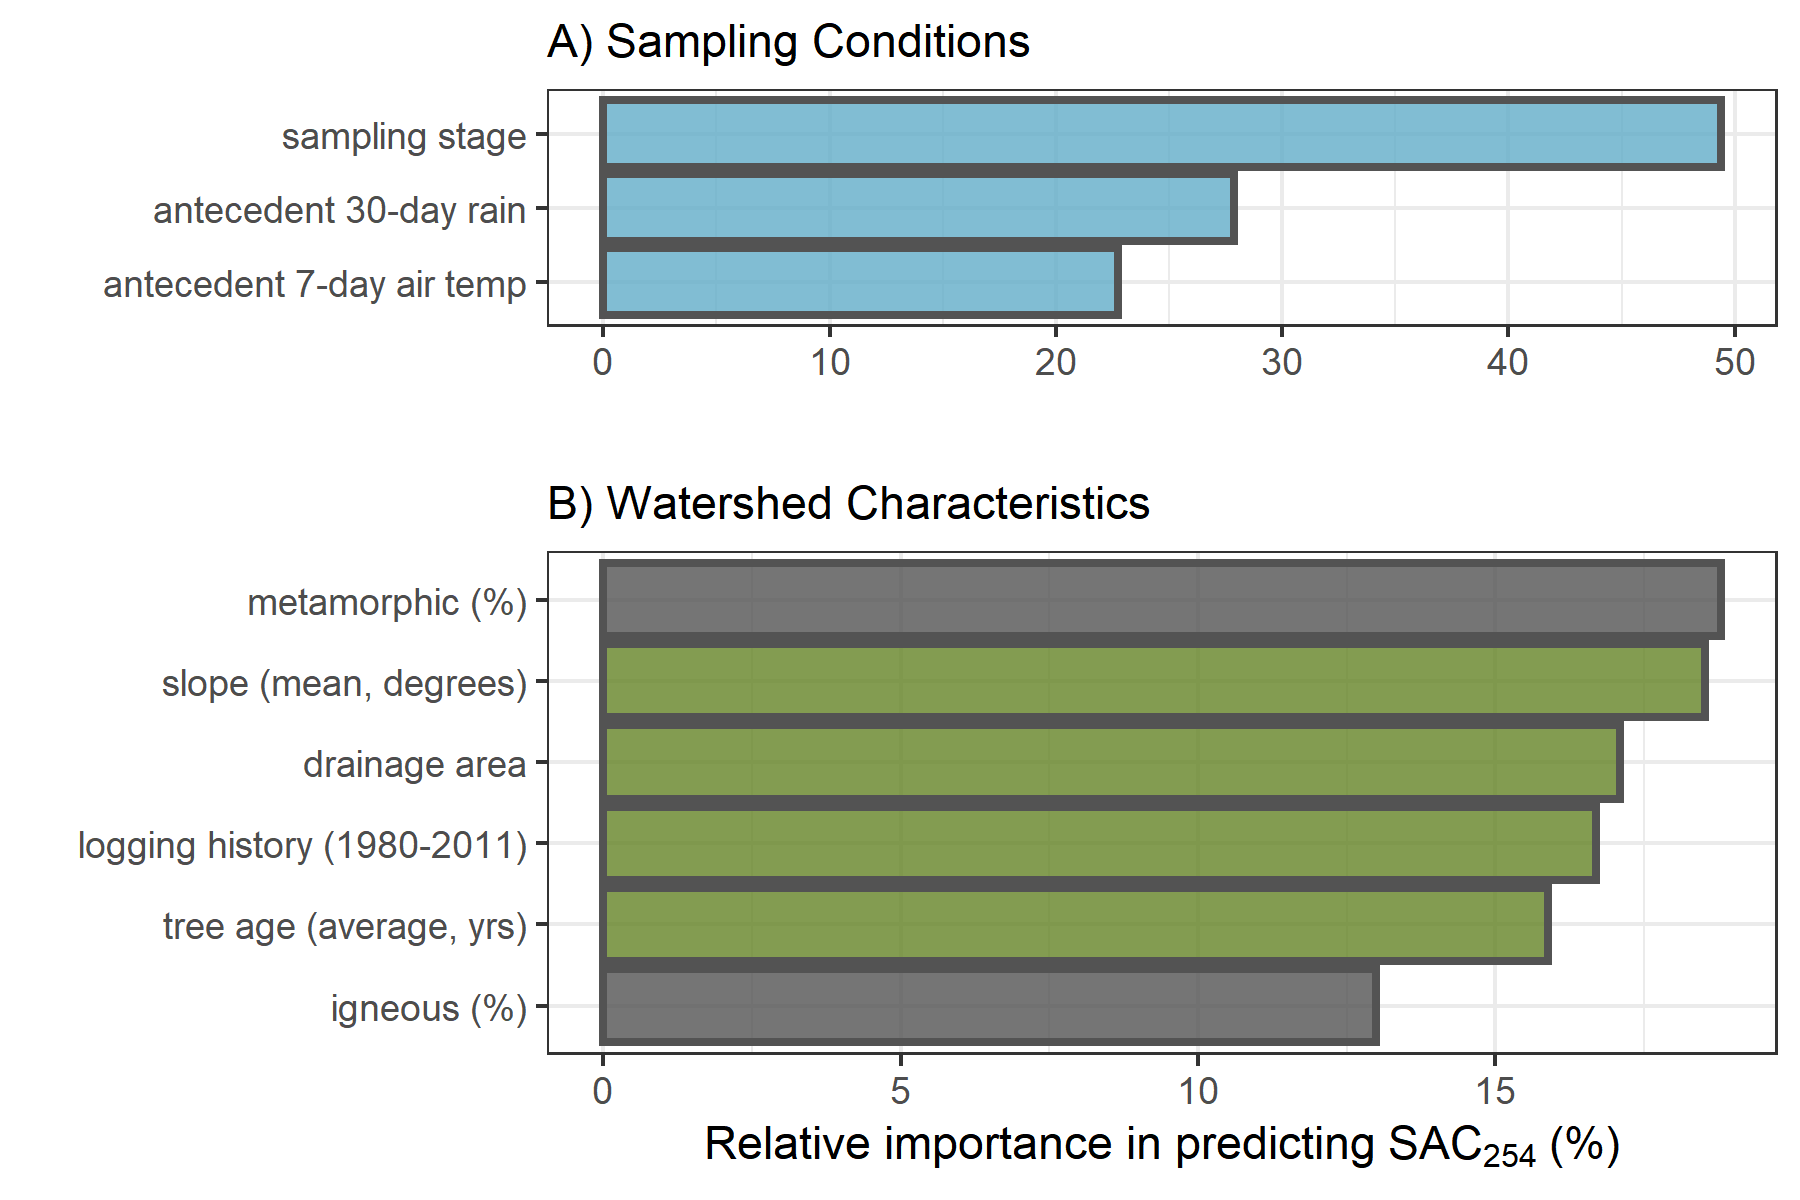 A) Sampling Conditions
sampling stage
antecedent 30-day rain
antecedent 7-day air temp
0 10 20 30 40 50
B) Watershed Characteristics
metamorphic (%)
slope (mean, degrees)
drainage area
logging history (1980-2011)
tree age (average, yrs)
igneous (%)
0 5 10 15
Relative importance in predicting SAC₂₅₄ (%)